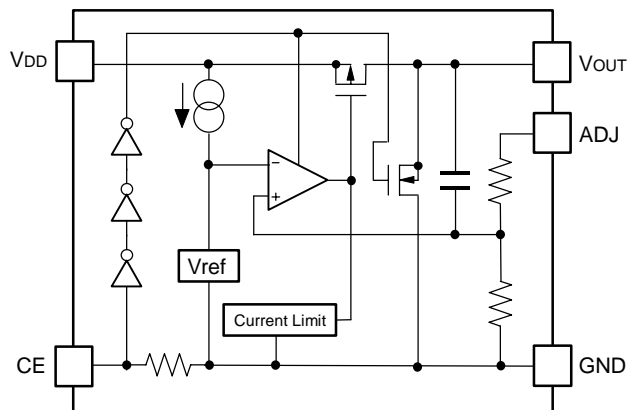 VDD
VOUT
ADJ
−
+
Vref
Current Limit
CE
GND